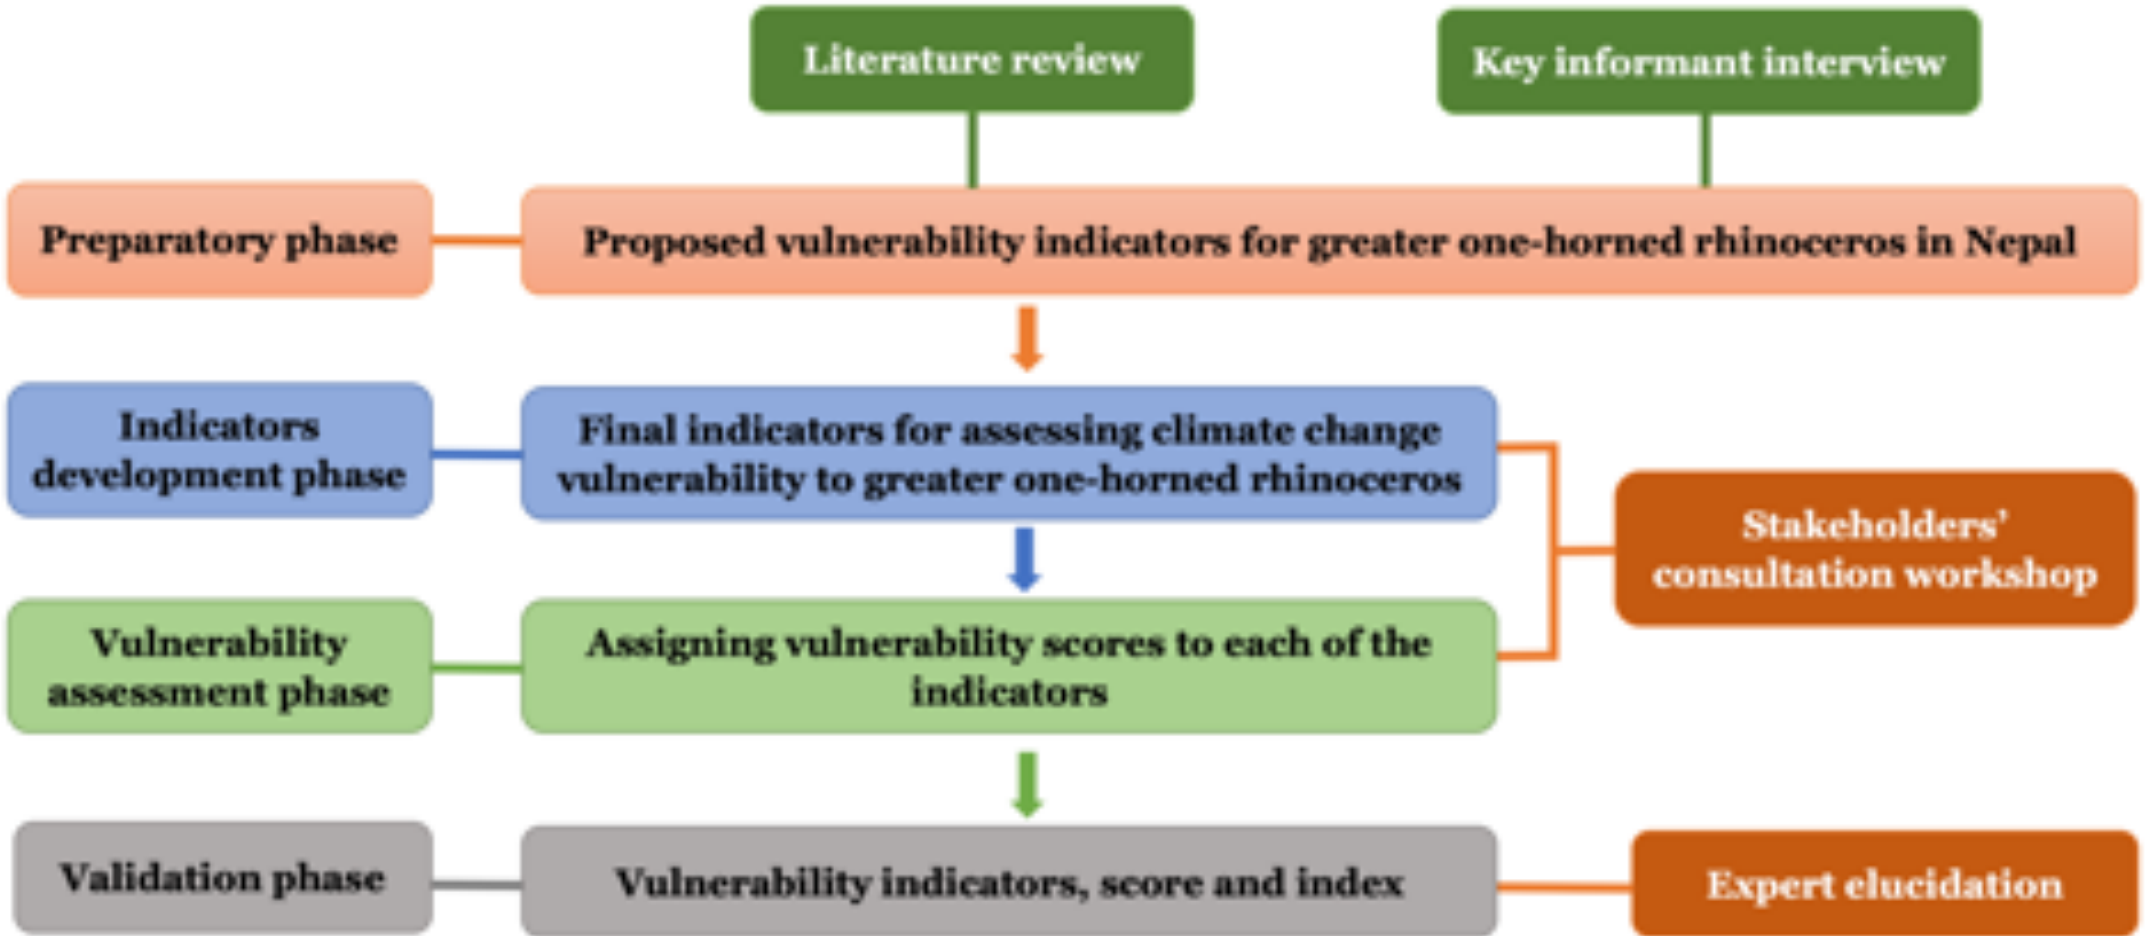 Literature review
Key informant interview
Preparatory phase
Proposed vulnerability indicators for greater one-horned rhinoceros in Nepal
Indicators
development phase
Final indicators for assessing climate change
vulnerability to greater one-horned rhinoceros
Stakeholders'
consultation workshop
Vulnerability
assessment phase
Assigning vulnerability scores to each of the
indicators
Validation phase
Vulnerability indicators, score and index
Expert elucidation